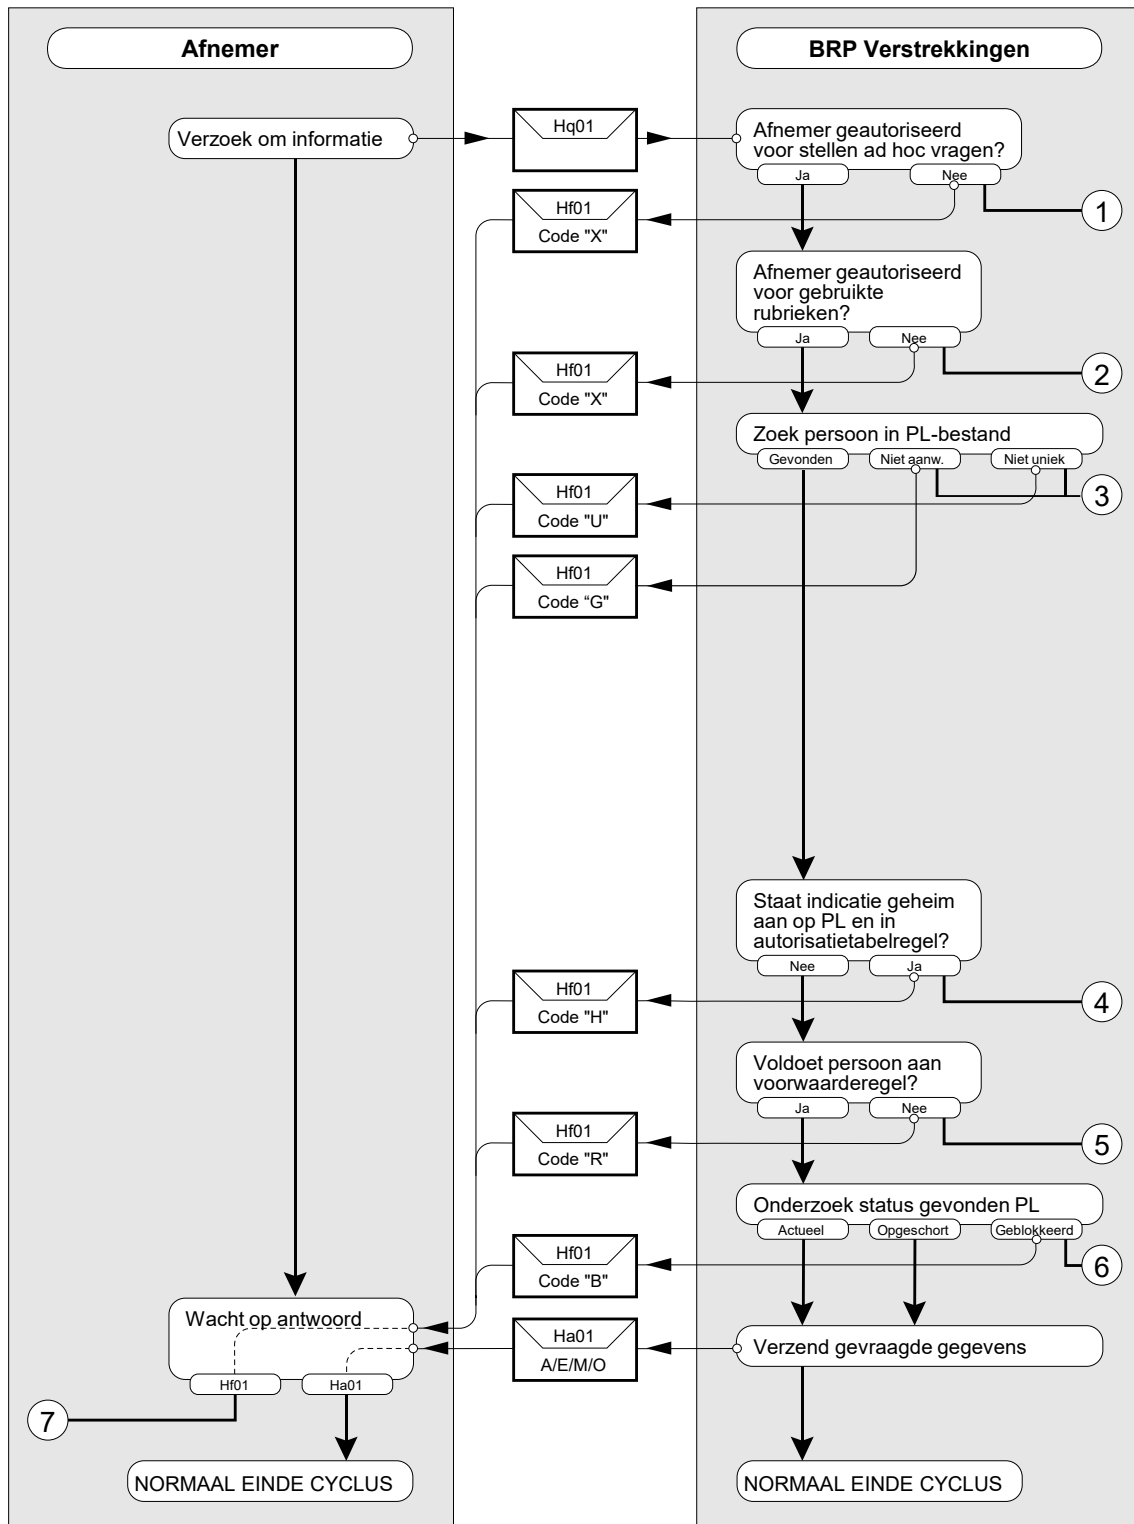 Afnemer
BRP Verstrekkingen
Verzoek om informatie
Hq01
Afnemer geautoriseerd
voor stellen ad hoc vragen?
Ja
Nee
1
Hf01
Code "X"
Afnemer geautoriseerd
voor gebruikte
rubrieken?
Ja
Nee
2
Hf01
Code "X"
Zoek persoon in PL-bestand
Gevonden
Niet aanw.
Niet uniek
3
Hf01
Code "U"
Hf01
Code “G"
Staat indicatie geheim
aan op PL en in
autorisatietabelregel?
Nee
Ja
4
Hf01
Code "H"
Voldoet persoon aan
voorwaarderegel?
Ja
Nee
5
Hf01
Code "R"
Onderzoek status gevonden PL
Actueel
Opgeschort
Geblokkeerd
6
Hf01
Code "B"
Wacht op antwoord
Hf01
Ha01
7
Ha01
A/E/M/O
Verzend gevraagde gegevens
NORMAAL EINDE CYCLUS
NORMAAL EINDE CYCLUS